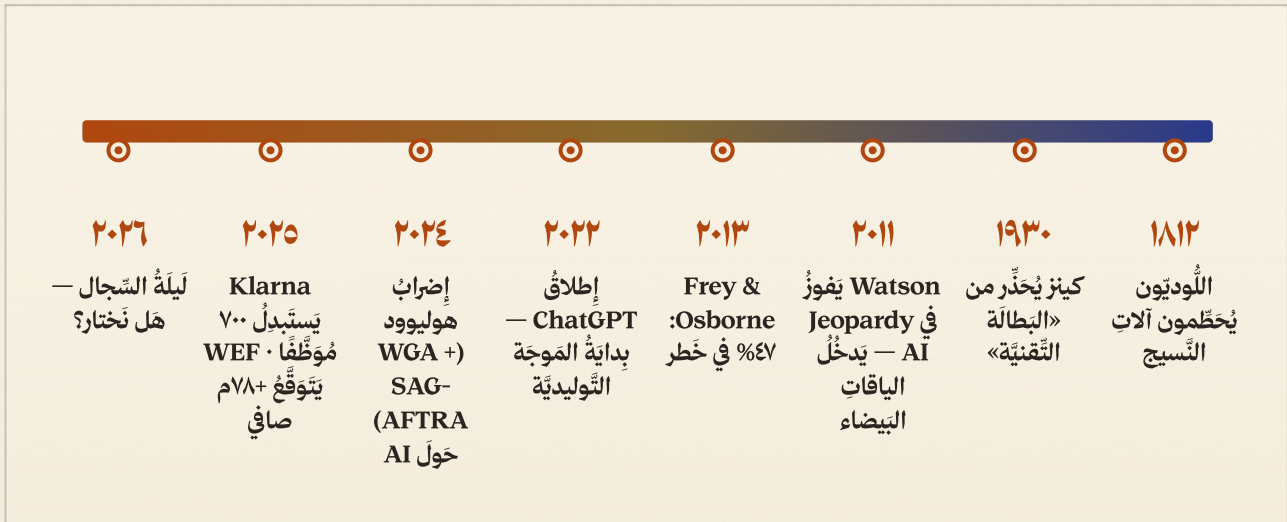 ١٨١٢
اللُّوديّون
يُحَطِّمون آلاتِ
النَّسيج
١٩٣٠
كينز يُحَذِّر من
«البَطالَة
التِّقنيَّة»
٢٠١١
Watson يَفوزُ
في Jeopardy
— AI يَدخُلُ
الياقاتِ
البَيضاء
٢٠١٣
Frey &
Osborne:
٤٧% في خَطر
٢٠٢٢
إطلاقُ
ChatGPT —
بِدايَةُ المَوجَة
التَّوليديَّة
٢٠٢٤
إضرابُ
هوليوود
(WGA +
SAG-
AFTRA)
حَولَ AI
٢٠٢٥
Klarna
يَستَبدِلُ ٧٠٠
مُوَظَّفًا · WEF
يَتَوَقَّعُ +٧٨م
صافي
٢٠٢٦
لَيلَةُ السِّجال —
هَل نَختار؟